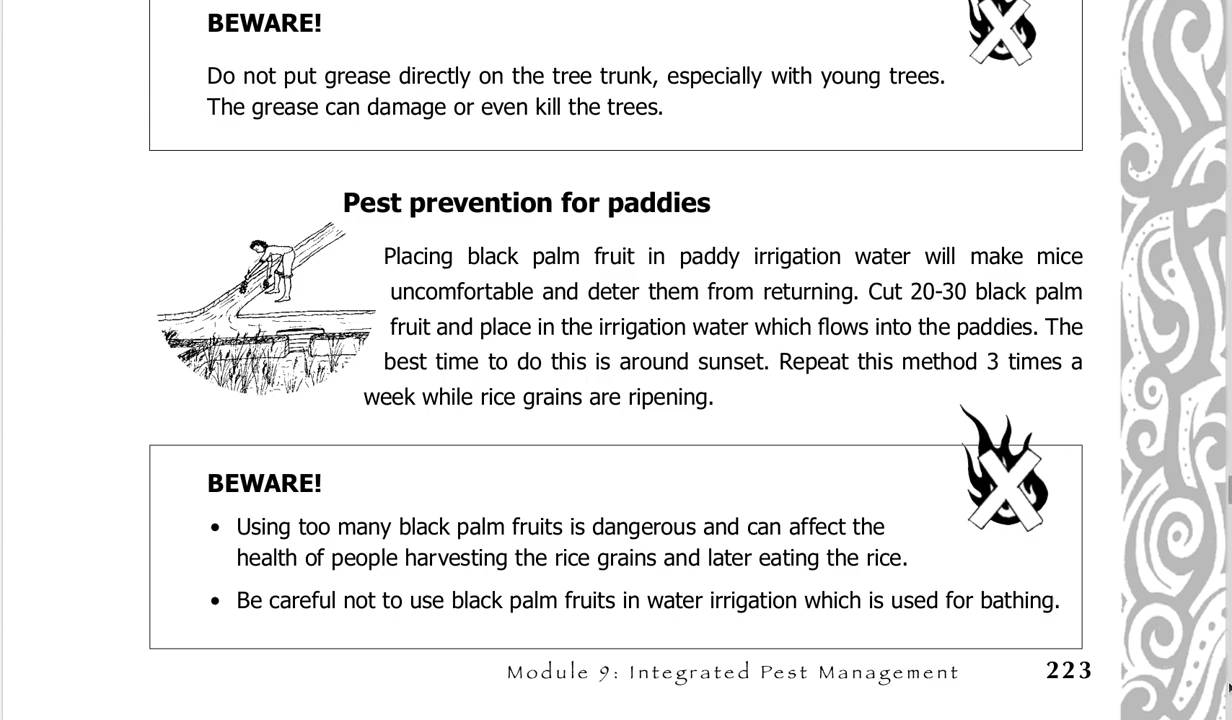 BEWARE!
Do not put grease directly on the tree trunk, especially with young trees.
The grease can damage or even kill the trees.
Pest prevention for paddies
Placing black palm fruit in paddy irrigation water will make mice
uncomfortable and deter them from returning. Cut 20-30 black palm
fruit and place in the irrigation water which flows into the paddies. The
best time to do this is around sunset. Repeat this method 3 times a
week while rice grains are ripening.
BEWARE!
• Using too many black palm fruits is dangerous and can affect the
health of people harvesting the rice grains and later eating the rice.
• Be careful not to use black palm fruits in water irrigation which is used for bathing.
Module 9: Integrated Pest Management 223